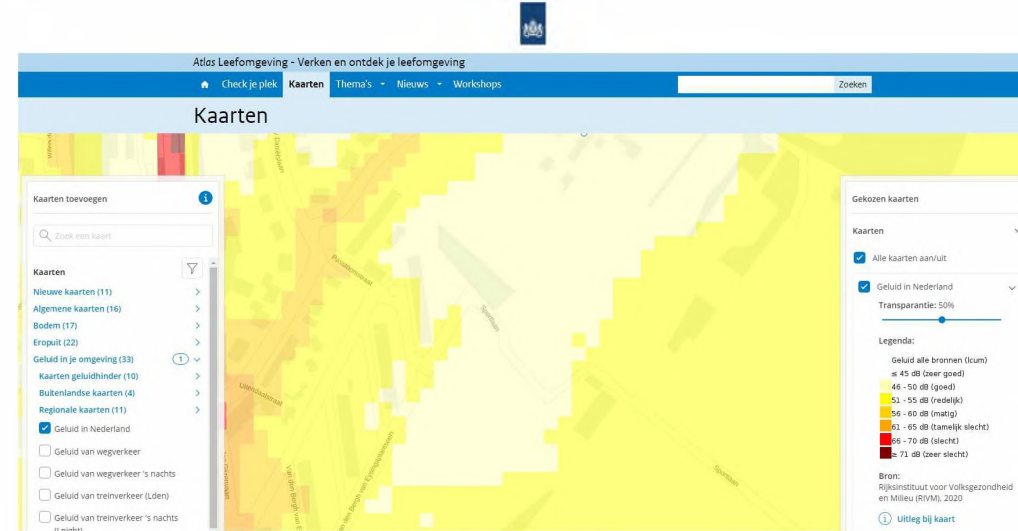 Atlas Leefomgeving - Verken en ontdek je leefomgeving
Check je plek Kaarten Thema's Nieuws Workshops Zoeken
Kaarten
Kaarten toevoegen
Zoek een kaart
Kaarten
Nieuwe kaarten (11)
Algemene kaarten (16)
Bodem (17)
Eropuit (22)
Geluid in je omgeving (33) 1
Kaarten geluidhinder (10)
Buitenlandse kaarten (4)
Regionale kaarten (11)
Geluid in Nederland
Geluid van wegverkeer
Geluid van wegverkeer 's nachts
Geluid van treinverkeer (Lden)
Geluid van treinverkeer 's nachts
(Lnight)
Sportlaan
Sportlaan
Gekozen kaarten
Kaarten
Alle kaarten aan/uit
Geluid in Nederland
Transparantie: 50%
Legenda:
Geluid alle bronnen (lcum)
≤ 45 dB (zeer goed)
46 - 50 dB (goed)
51 - 55 dB (redelijk)
56 - 60 dB (matig)
61 - 65 dB (tamelijk slecht)
66 - 70 dB (slecht)
≥ 71 dB (zeer slecht)
Bron:
Rijksinstituut voor Volksgezondheid
en Milieu (RIVM), 2020
Uitleg bij kaart